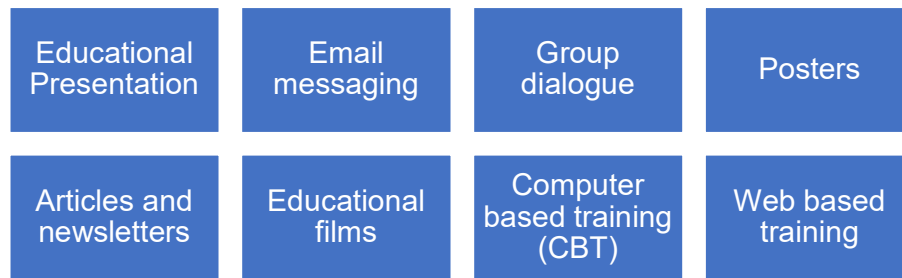 Educational
Presentation
Email
messaging
Group
dialogue
Posters
Articles and
newsletters
Educational
films
Computer
based training
(CBT)
Web based
training